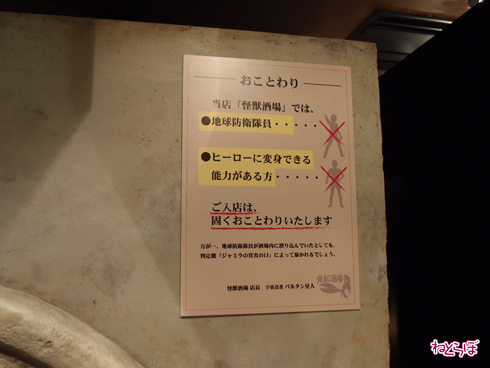 おことわり
当店「怪獣酒場」では、
●地球防衛隊員・・・・・
●ヒーローに変身できる
能力がある方・・・・・
ご入店は、
固くおことわりいたします
万が一、地球防衛隊員が酒場内に潜り込んでいたとしても、
判定機「ジャミラの真実の口」によって暴かれるでしょう。
怪獣酒場 店長 宇宙忍者 バルタン星人
ねとらぼ